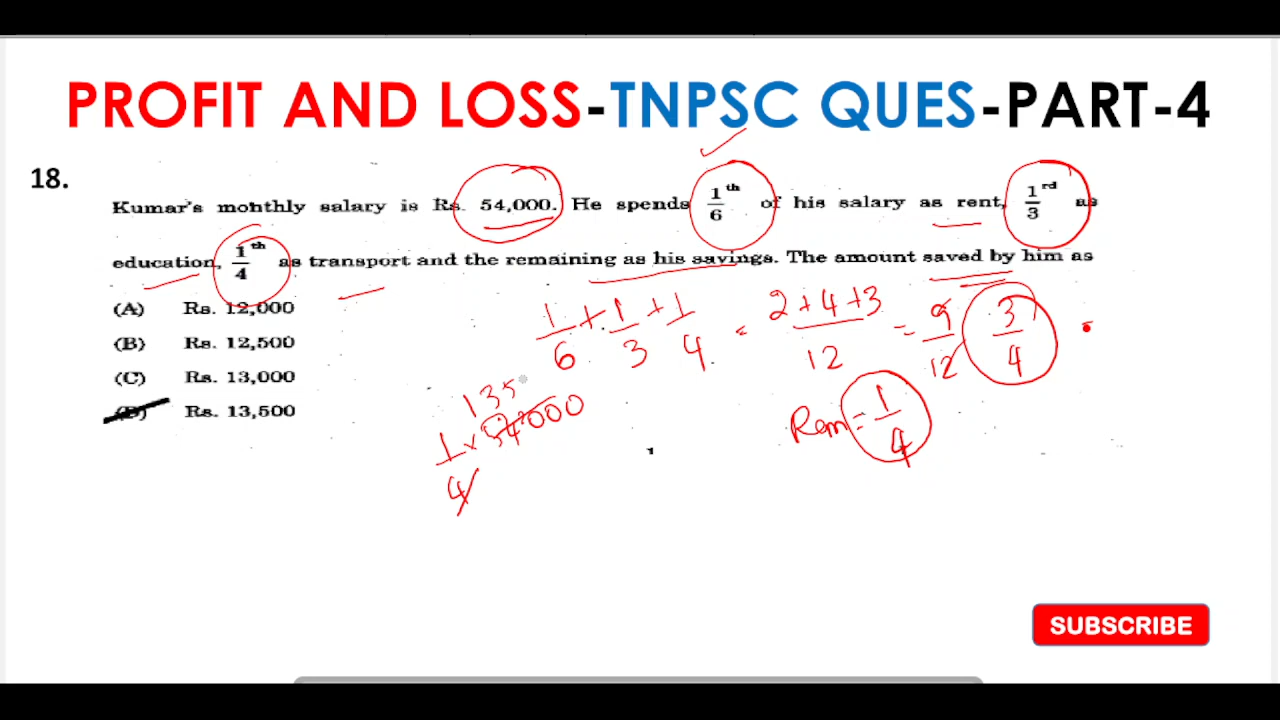 PROFIT AND LOSS-TNPSC QUES-PART-4
18.
Kumar's monthly salary is Rs. 54,000. He spends 1/6 th of his salary as rent, 1/3 rd as
education, 1/4 th as transport and the remaining as his savings. The amount saved by him as
(A) Rs. 12,000
(B) Rs. 12,500
(C) Rs. 13,000
(D) Rs. 13,500
1/6 + 1/3 + 1/4 = 2+4+3/12 = 9/12 3/4
Rem = 1/4
135
1/4 × 54000
SUBSCRIBE